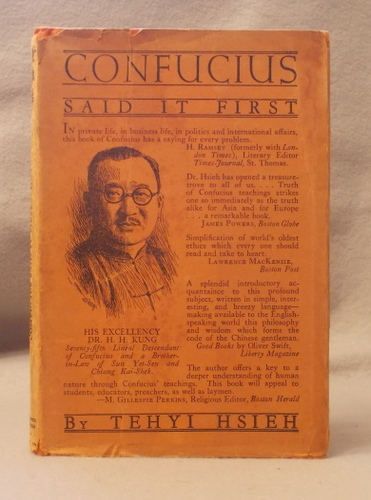 CONFUCIUS
SAID IT FIRST
IN private life, in business life, in politics and international affairs,
this book of Confucius has a saying for every problem.
H. RAMSEY (formerly with Lon-
don Times), Literary Editor
Times-Journal, St. Thomas.
Dr. Hsieh has opened a treasure-
trove to all of us. . . . Truth
of Confucius teachings strikes
one so immediately as the truth
alike for Asia and for Europe
. . a remarkable book.
JAMES POWERS, Boston Globe
Simplification of world's oldest
ethics which every one should
read and take to heart.
LAWRENCE MACKENZIE,
Boston Post
A splendid introductory ac-
quaintance to this profound
subject, written in simple, inter-
esting, and breezy language—
making available to the English-
speaking world this philosophy
and wisdom which forms the
code of the Chinese gentleman.
Good Books by Oliver Swift,
Liberty Magazine
HIS EXCELLENCY
DR. H. H. KUNG
Seventy-fifth Lineal Descendant
of Confucius and a Brother-
in-Law of Sun Yet-Sen and
Chiang Kai-Shek.
The author offers a key to a
deeper understanding of human
nature through Confucius' teachings. This book will appeal to
students, educators, preachers, as well as laymen.
—M. GILLESPIE PERKINS, Religious Editor, Boston Herald
BY TEHYI HSIEH